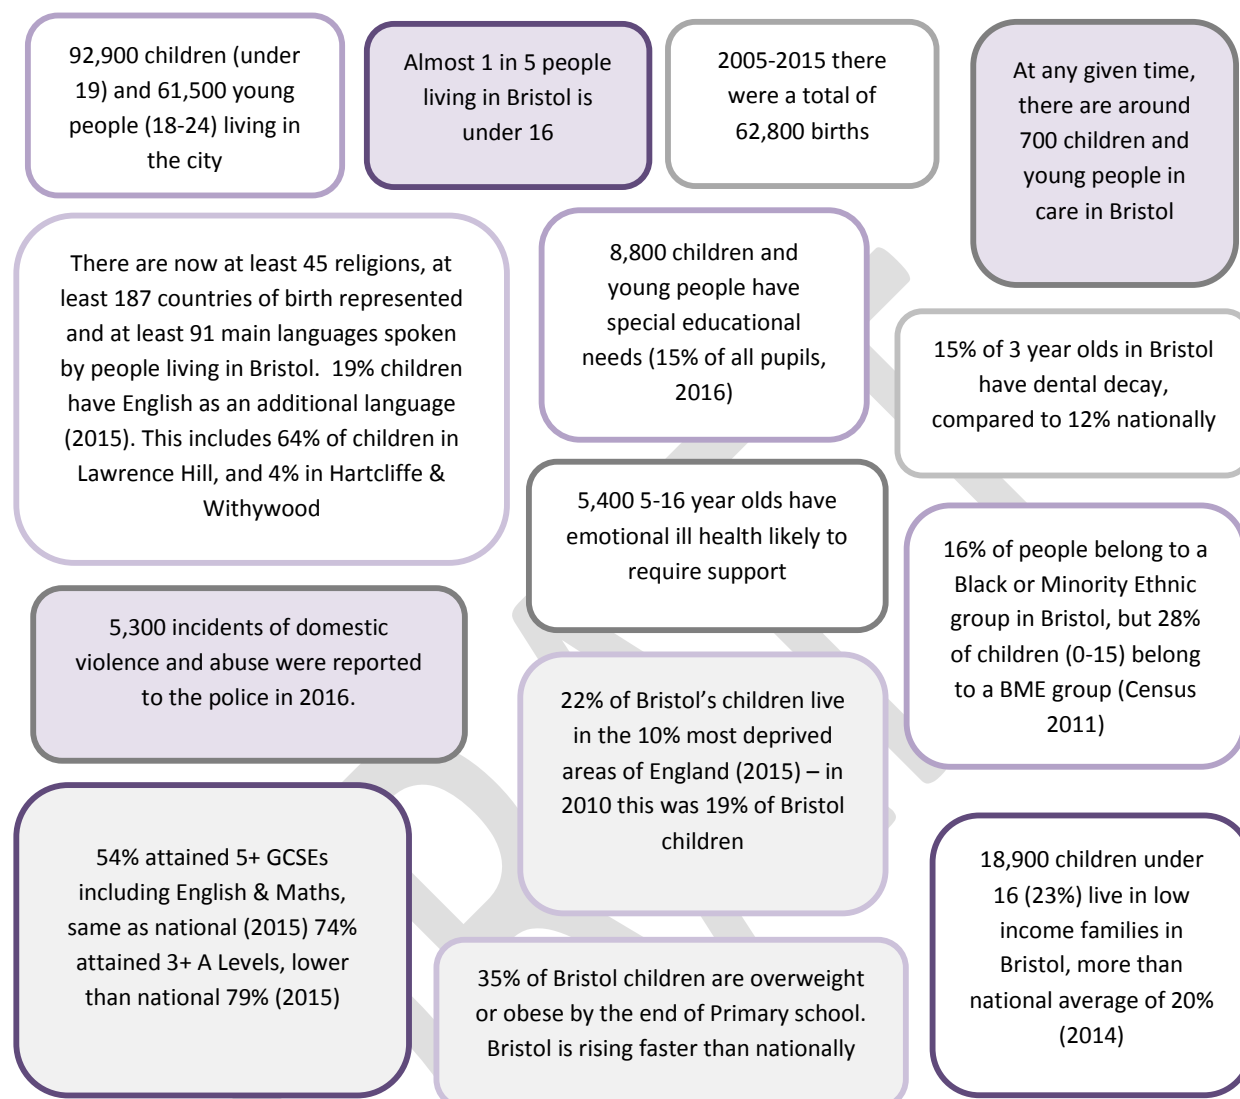 92,900 children (under
19) and 61,500 young
people (18-24) living in
the city
Almost 1 in 5 people
living in Bristol is
under 16
2005-2015 there
were a total of
62,800 births
At any given time,
there are around
700 children and
young people in
care in Bristol
There are now at least 45 religions, at
least 187 countries of birth represented
and at least 91 main languages spoken
by people living in Bristol.  19% children
have English as an additional language
(2015). This includes 64% of children in
Lawrence Hill, and 4% in Hartcliffe &
Withywood
8,800 children and
young people have
special educational
needs (15% of all pupils,
2016)
15% of 3 year olds in Bristol
have dental decay,
compared to 12% nationally
5,400 5-16 year olds have
emotional ill health likely to
require support
16% of people belong to a
Black or Minority Ethnic
group in Bristol, but 28%
of children (0-15) belong
to a BME group (Census
2011)
5,300 incidents of domestic
violence and abuse were reported
to the police in 2016.
22% of Bristol’s children live
in the 10% most deprived
areas of England (2015) – in
2010 this was 19% of Bristol
children
54% attained 5+ GCSEs
including English & Maths,
same as national (2015) 74%
attained 3+ A Levels, lower
than national 79% (2015)
35% of Bristol children are overweight
or obese by the end of Primary school.
Bristol is rising faster than nationally
18,900 children under
16 (23%) live in low
income families in
Bristol, more than
national average of 20%
(2014)